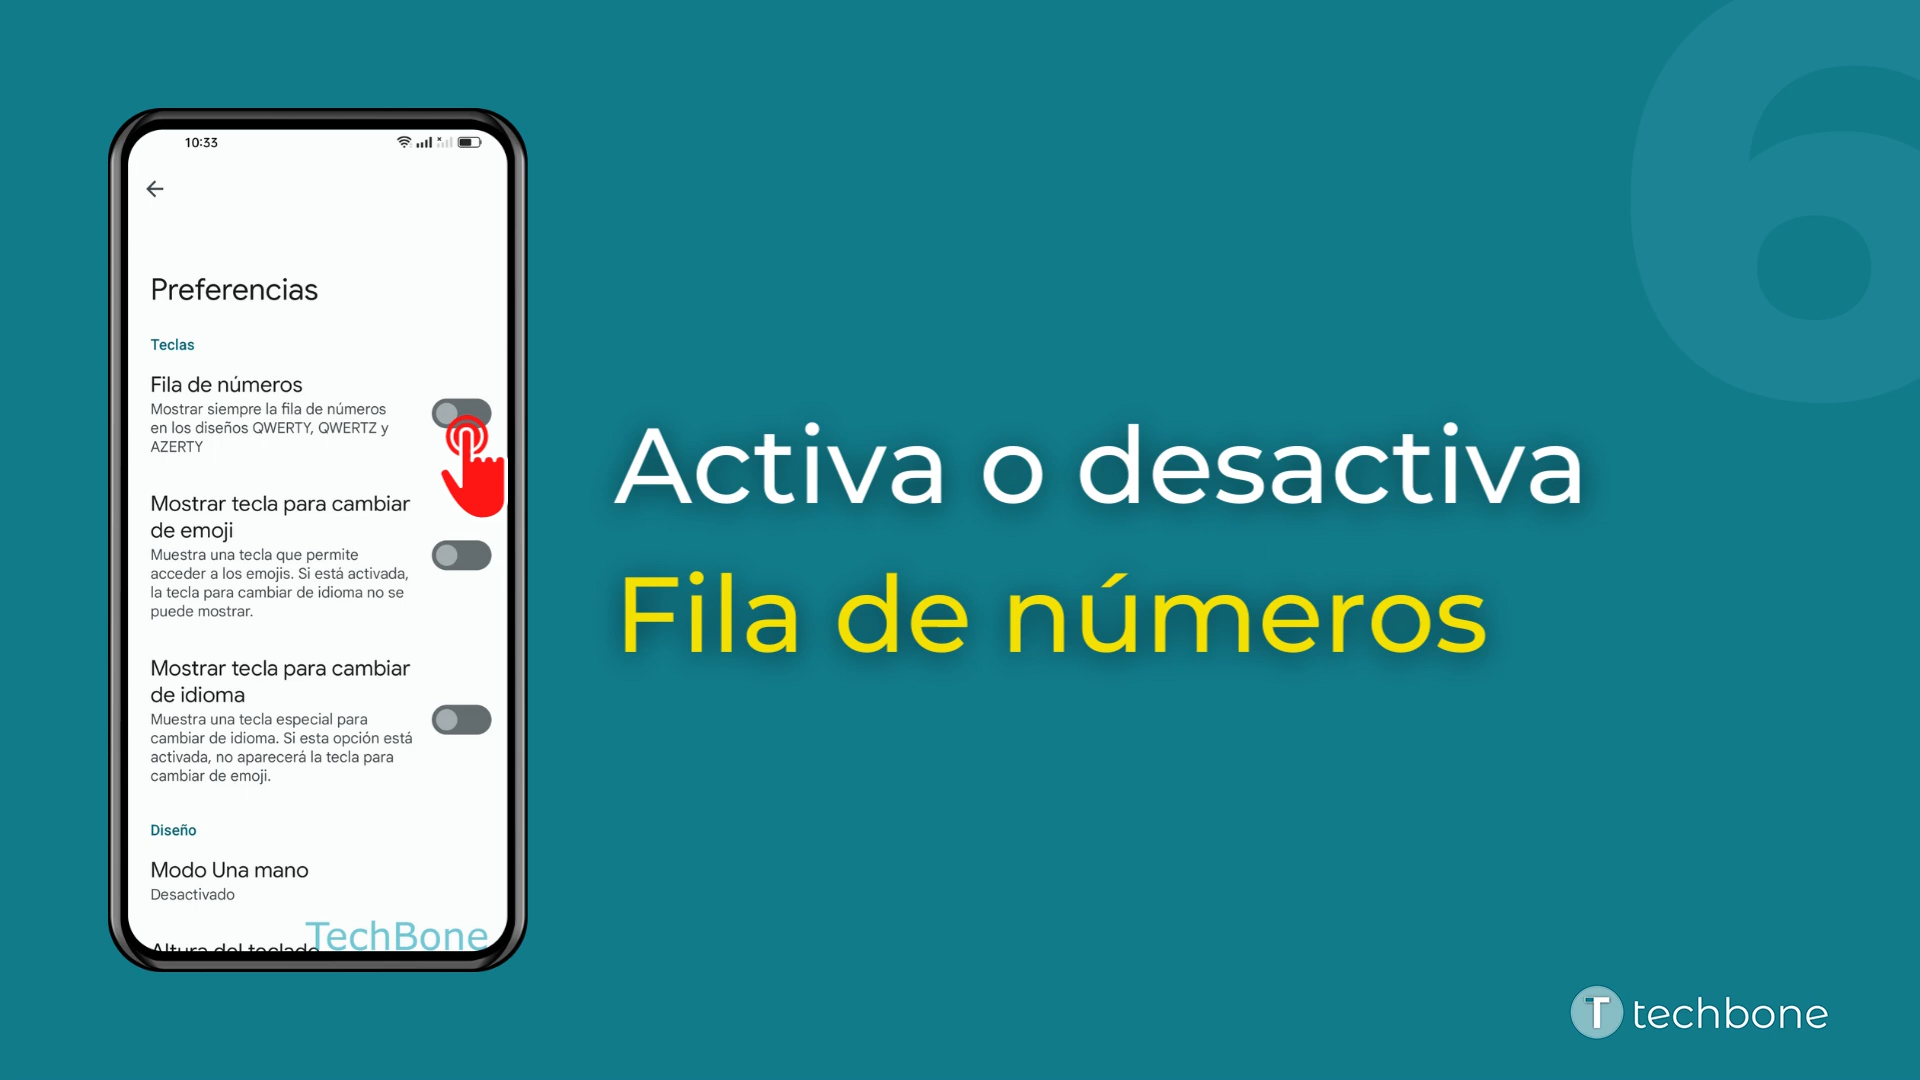 6
10:33
Preferencias
Teclas
Fila de números
Mostrar siempre la fila de números
en los diseños QWERTY, QWERTZ y
AZERTY
Mostrar tecla para cambiar
de emoji
Muestra una tecla que permite
acceder a los emojis. Si está activada,
la tecla para cambiar de idioma no se
puede mostrar.
Mostrar tecla para cambiar
de idioma
Muestra una tecla especial para
cambiar de idioma. Si esta opción está
activada, no aparecerá la tecla para
cambiar de emoji.
Diseño
Modo Una mano
Desactivado
Altura del teclado
TechBone
Activa o desactiva
Fila de números
T techbone